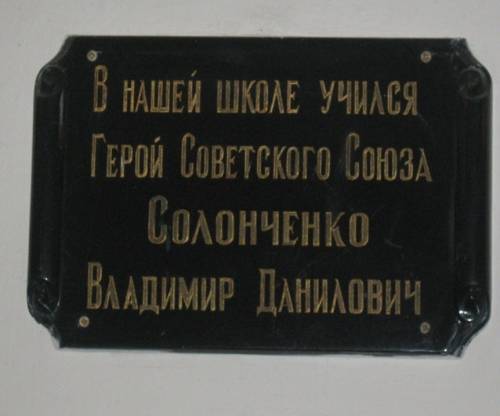 В нашей школе учился
Герой Советского Союза
Солонченко
Владимир Данилович